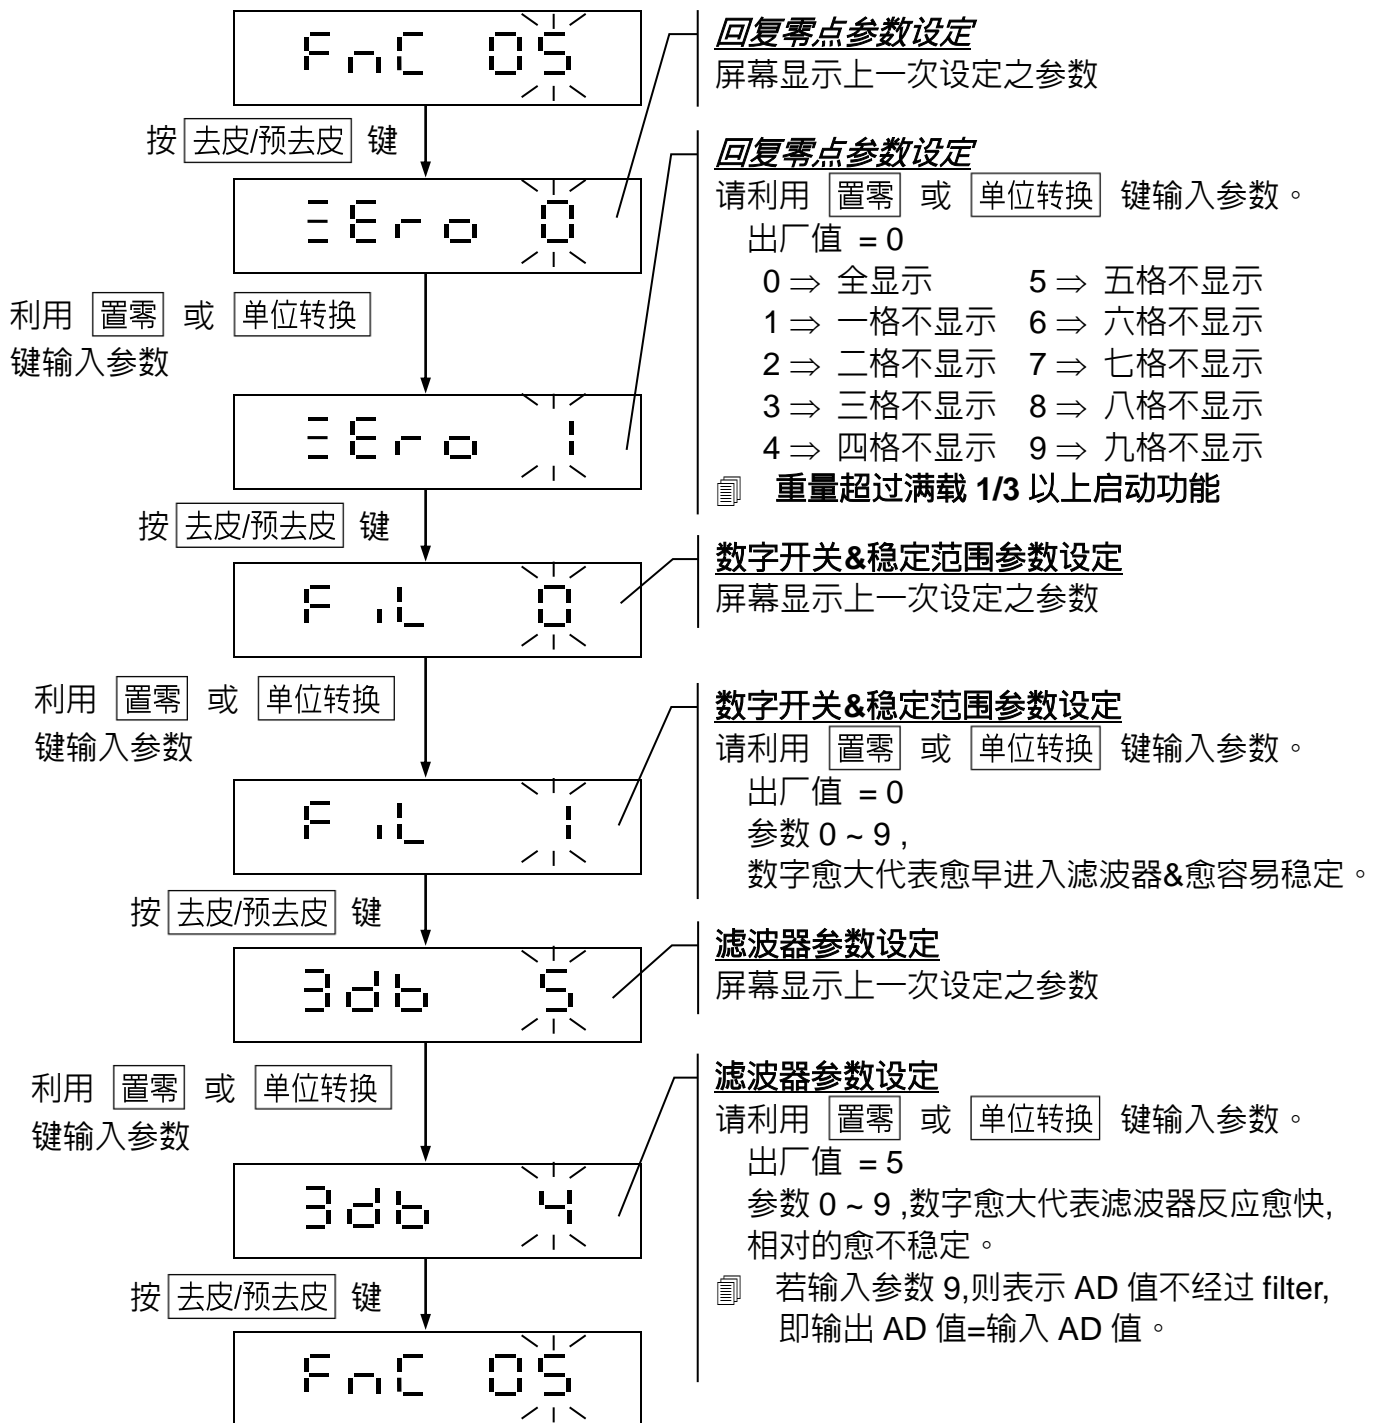 FnC 05
回复零点参数设定
屏幕显示上一次设定之参数
按 去皮/预去皮 键
回复零点参数设定
请利用 置零 或 单位转换 键输入参数。
出厂值 = 0
0 ⇒ 全显示 5 ⇒ 五格不显示
1 ⇒ 一格不显示 6 ⇒ 六格不显示
2 ⇒ 二格不显示 7 ⇒ 七格不显示
3 ⇒ 三格不显示 8 ⇒ 八格不显示
4 ⇒ 四格不显示 9 ⇒ 九格不显示
重量超过满载 1/3 以上启动功能
ΞEro 0
利用 置零 或 单位转换
键输入参数
ΞEro 1
按 去皮/预去皮 键
数字开关&稳定范围参数设定
屏幕显示上一次设定之参数
F iL 0
利用 置零 或 单位转换
键输入参数
数字开关&稳定范围参数设定
请利用 置零 或 单位转换 键输入参数。
出厂值 = 0
参数 0 ~ 9 ,
数字愈大代表愈早进入滤波器&愈容易稳定。
F iL 1
按 去皮/预去皮 键
滤波器参数设定
屏幕显示上一次设定之参数
3db 5
利用 置零 或 单位转换
键输入参数
滤波器参数设定
请利用 置零 或 单位转换 键输入参数。
出厂值 = 5
参数 0 ~ 9 ,数字愈大代表滤波器反应愈快,
相对的愈不稳定。
若输入参数 9,则表示 AD 值不经过 filter,
即输出 AD 值=输入 AD 值。
3db 4
按 去皮/预去皮 键
FnC 05